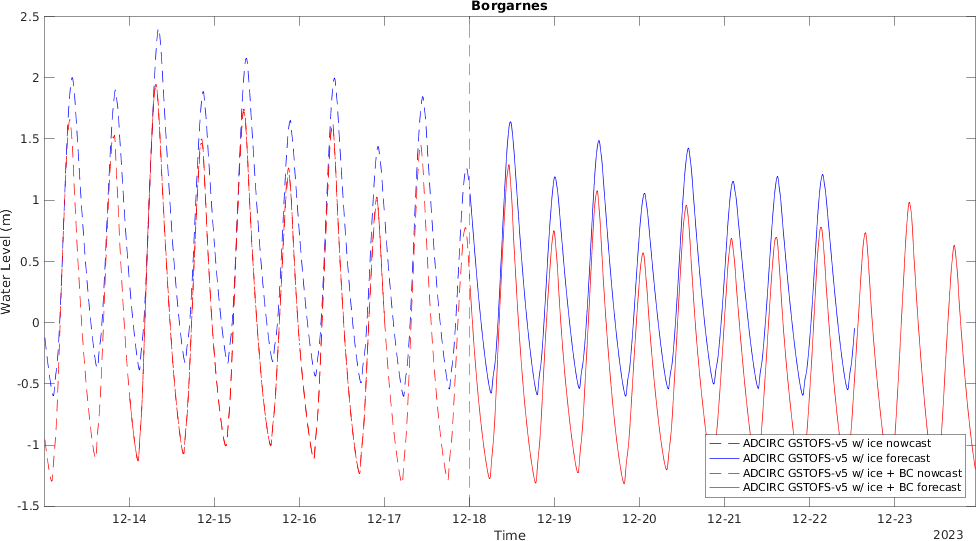 Borgarnes
2.5
2
1.5
1
0.5
0
-0.5
-1
-1.5
Water Level (m)
12-14
12-15
12-16
12-17
12-18
12-19
12-20
12-21
12-22
12-23
Time
2023
ADCIRC GSTOFS-v5 w/ ice nowcast
ADCIRC GSTOFS-v5 w/ ice forecast
ADCIRC GSTOFS-v5 w/ ice + BC nowcast
ADCIRC GSTOFS-v5 w/ ice + BC forecast